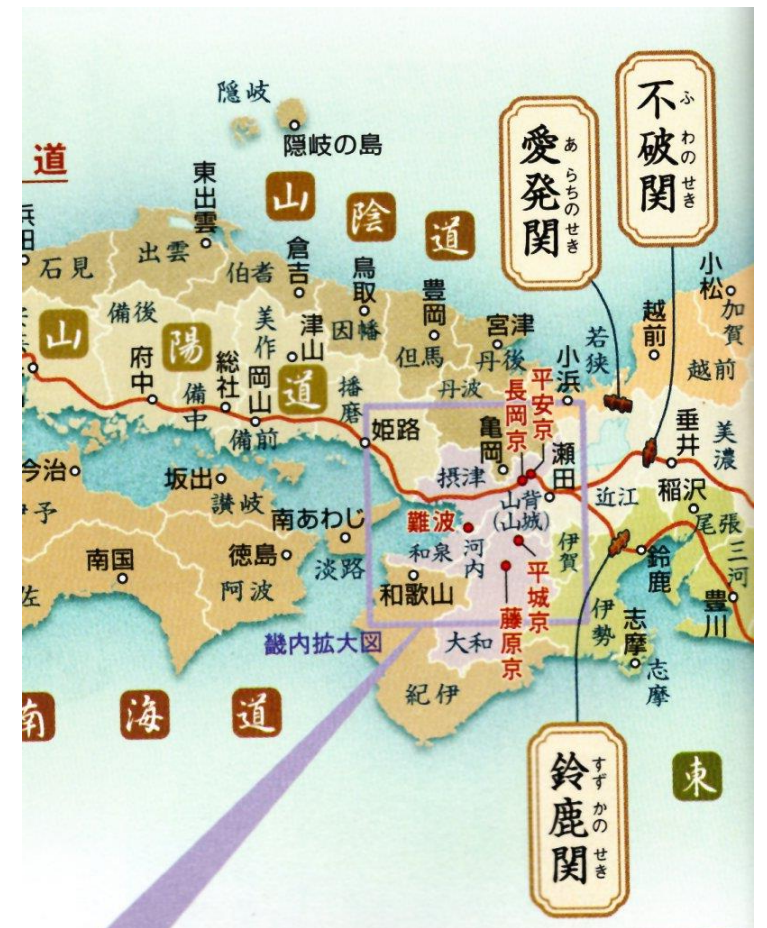 不破関
ふわのせき
愛発関
あらちのせき
隠岐
隠岐の島
道
山陰道
東出雲
倉吉
鳥取
豊岡
宮津
小浜
若狭
越前
小松
加賀
越前
石見
出雲
伯耆
因幡
但馬
丹後
丹波
山陽道
備後
美作
津山
府中
備中
総社
岡山
備前
播磨
姫路
亀岡
長岡京
平安京
瀬田
垂井
美濃
摂津
山背
(山城)
近江
稲沢
尾張
三河
豊川
今治
坂出
讃岐
南あわじ
淡路
難波
和泉
河内
伊賀
鈴鹿
南国
徳島
阿波
和歌山
平城京
藤原京
大和
伊勢
志摩
志摩
畿内拡大図
紀伊
南海道
東
鈴鹿関
すずかのせき